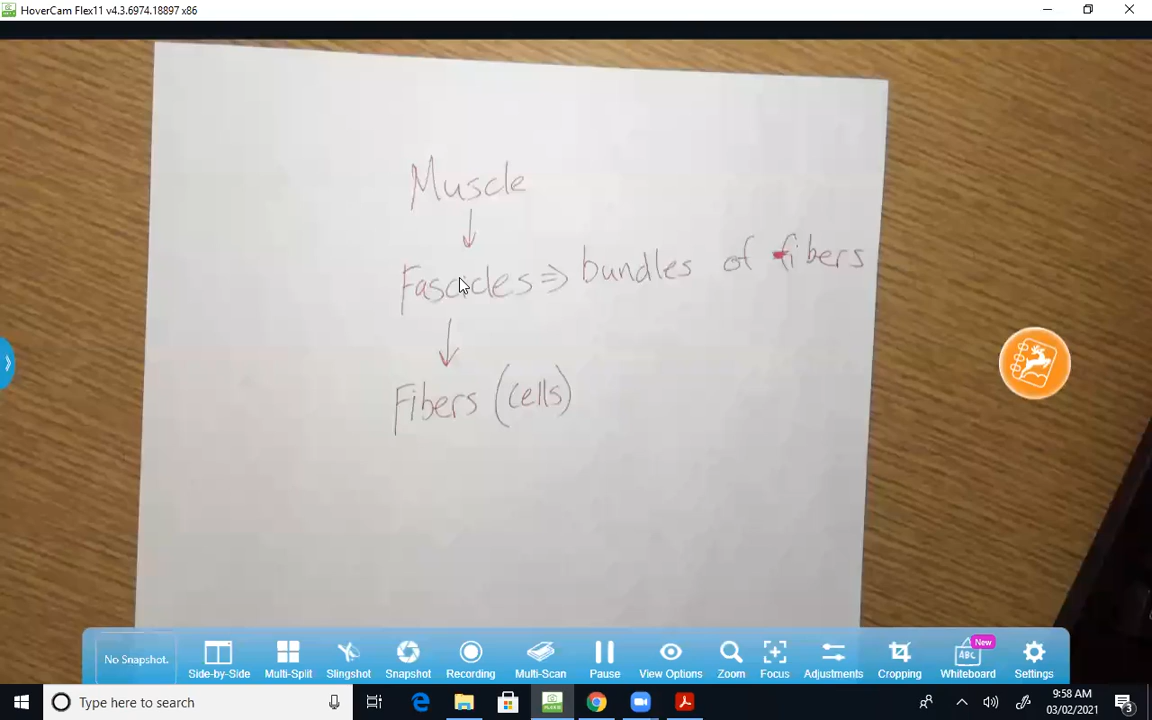 HoverCam Flex11 v4.3.6974.18897 x86
Muscle
Fascicles ⇒ bundles of fibers
Fibers (cells)
No Snapshot.
Side-by-Side
Multi-Split
Slingshot
Snapshot
Recording
Multi-Scan
Pause
View Options
Zoom
Focus
Adjustments
Cropping
New
ABC
Whiteboard
Settings
Type here to search
9:58 AM
03/02/2021
3